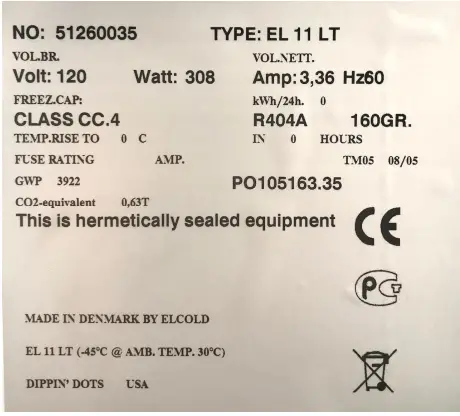 NO: 51260035 TYPE: EL 11 LT
VOL.BR. VOL.NETT.
Volt: 120 Watt: 308 Amp: 3,36 Hz60
FREEZ.CAP: kWh/24h. 0
CLASS CC.4 R404A 160GR.
TEMP.RISE TO 0 C IN 0 HOURS
FUSE RATING AMP. TM05 08/05
GWP 3922 PO105163.35
CO2-equivalent 0,63T
This is hermetically sealed equipment CE
PCT
MADE IN DENMARK BY ELCOLD
EL 11 LT (-45°C @ AMB. TEMP. 30°C)
DIPPIN' DOTS USA